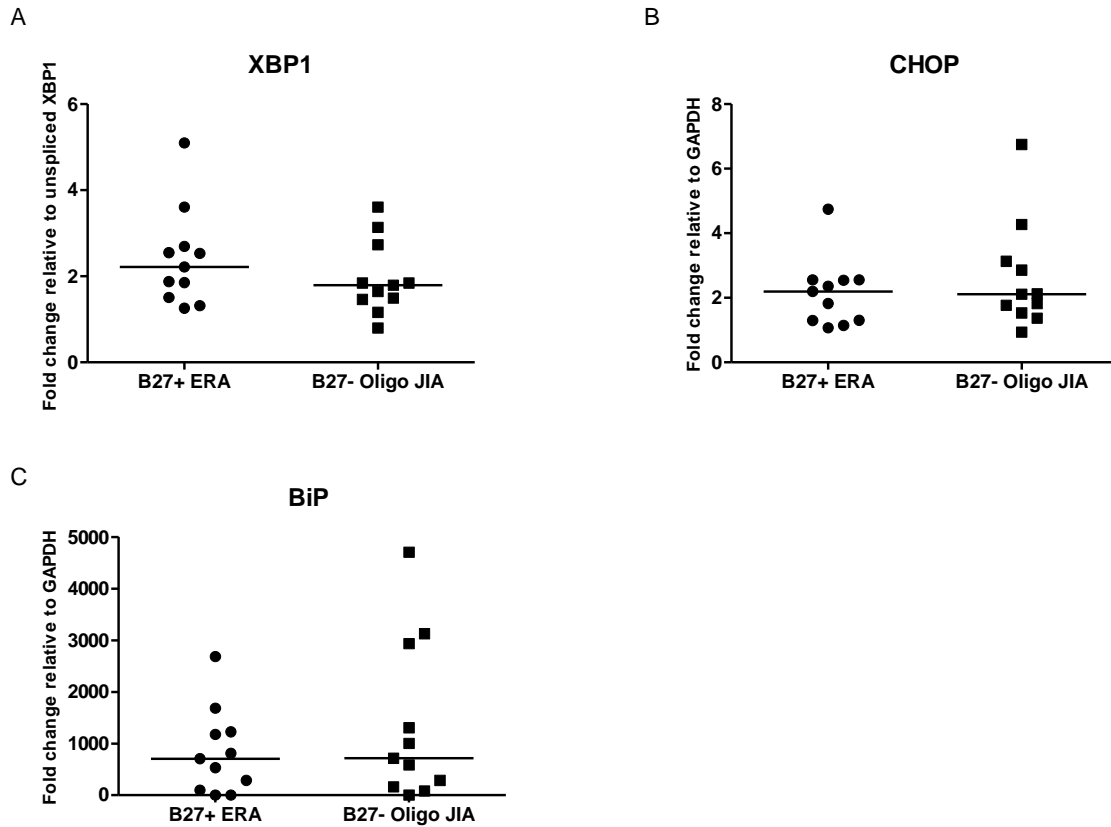 A
XBP1
Fold change relative to unspliced XBP1
6
4
2
0
B27+ ERA B27- Oligo JIA
B
CHOP
Fold change relative to GAPDH
8
6
4
2
0
B27+ ERA B27- Oligo JIA
C
BiP
Fold change relative to GAPDH
5000
4000
3000
2000
1000
0
B27+ ERA B27- Oligo JIA